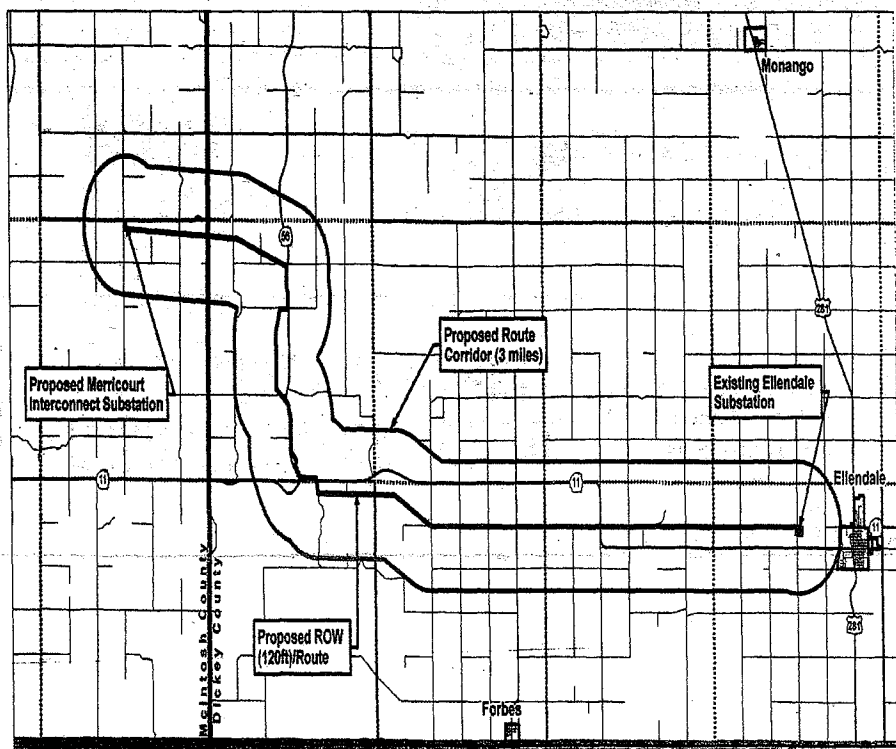 Monango
56
281
Proposed Route
Corridor (3 miles)
Proposed Merricourt
Interconnect Substation
Existing Ellendale
Substation
11
11
Ellendale
11
McIntosh County
Dickey County
Proposed ROW
(120ft)/Route
281
Forbes